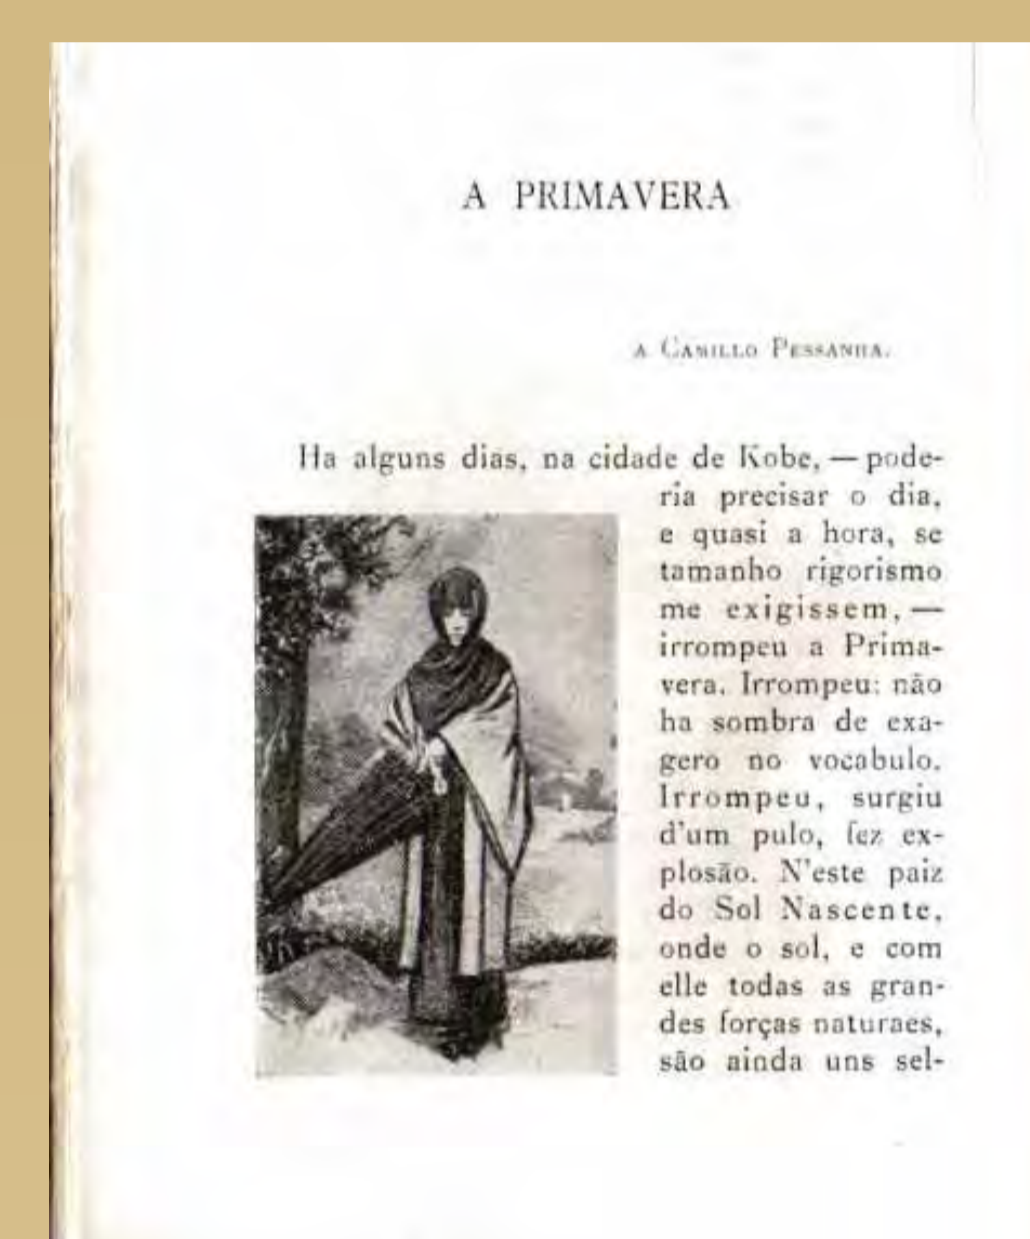 A PRIMAVERA
A CAMILLO PESSANHA.
Ha alguns dias, na cidade de Kobe, — pode-
ria precisar o dia,
e quasi a hora, se
tamanho rigorismo
me exigissem, —
irrompeu a Prima-
vera. Irrompeu: não
ha sombra de exa-
gero no vocabulo.
Irrompeu, surgiu
d'um pulo, fez ex-
plosão. N'este paiz
do Sol Nascente,
onde o sol, e com
elle todas as gran-
des forças naturaes,
são ainda uns sel-